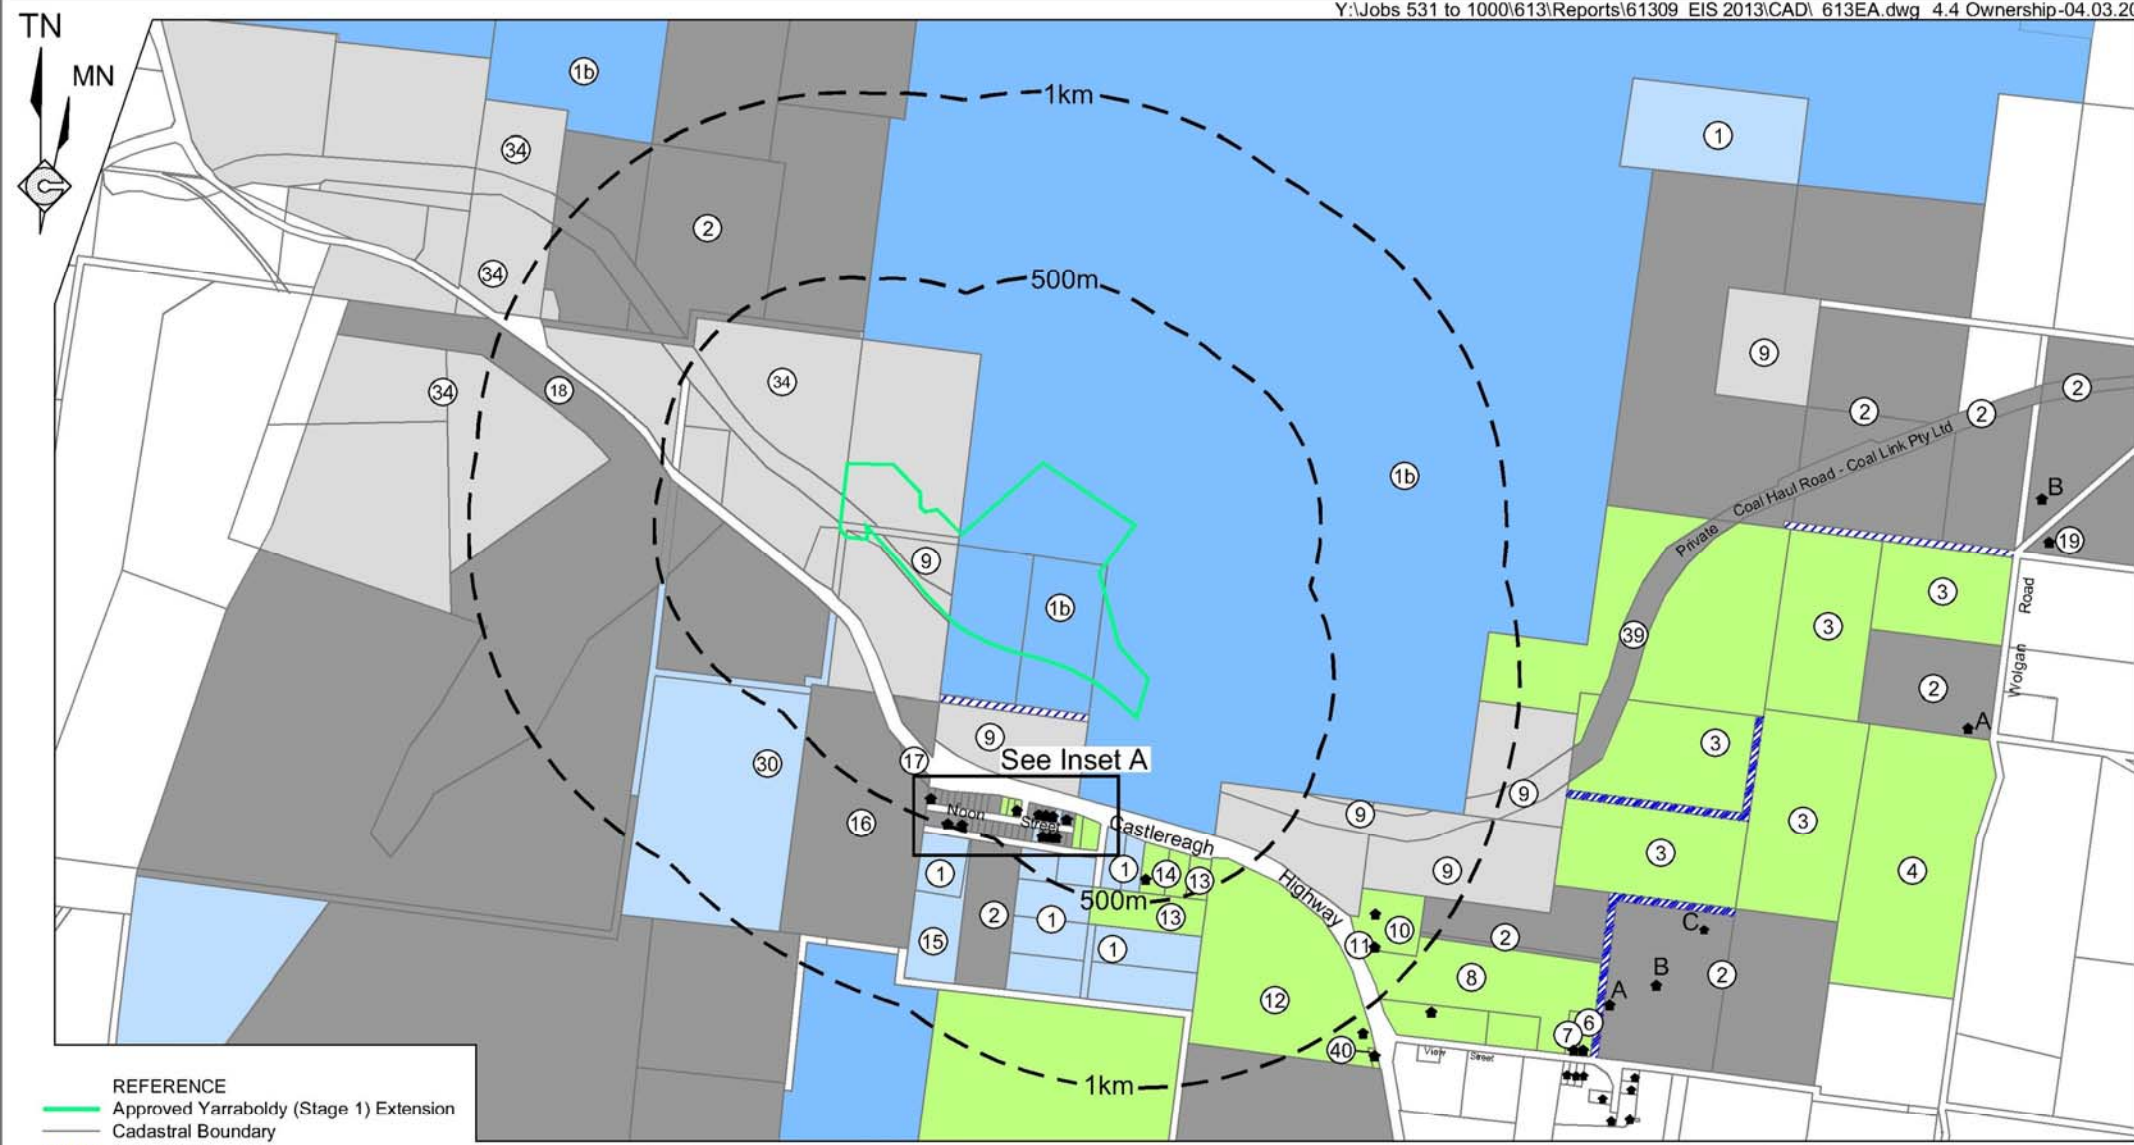 Y:\Jobs 531 to 1000\613\Reports\61309 EIS 2013\CAD\ 613EA.dwg 4.4 Ownership-04.03.20
TN
MN
1b
1km
1
34
2
34
500m
9
34
18
34
2
2
2
Private Coal Haul Road - Coal Link Pty Ltd
1b
B
19
9
3
Road
1b
3
39
Wolgan
2
A
9
3
17
See Inset A
30
9
9
Noon
Street
16
Castlereagh
3
3
1
1
14
13
9
4
Highway
500m
13
2
1
15
1
10
11
2
C
2
8
B
A
12
6
7
40
View Street
1km
REFERENCE
Approved Yarraboldy (Stage 1) Extension
Cadastral Boundary